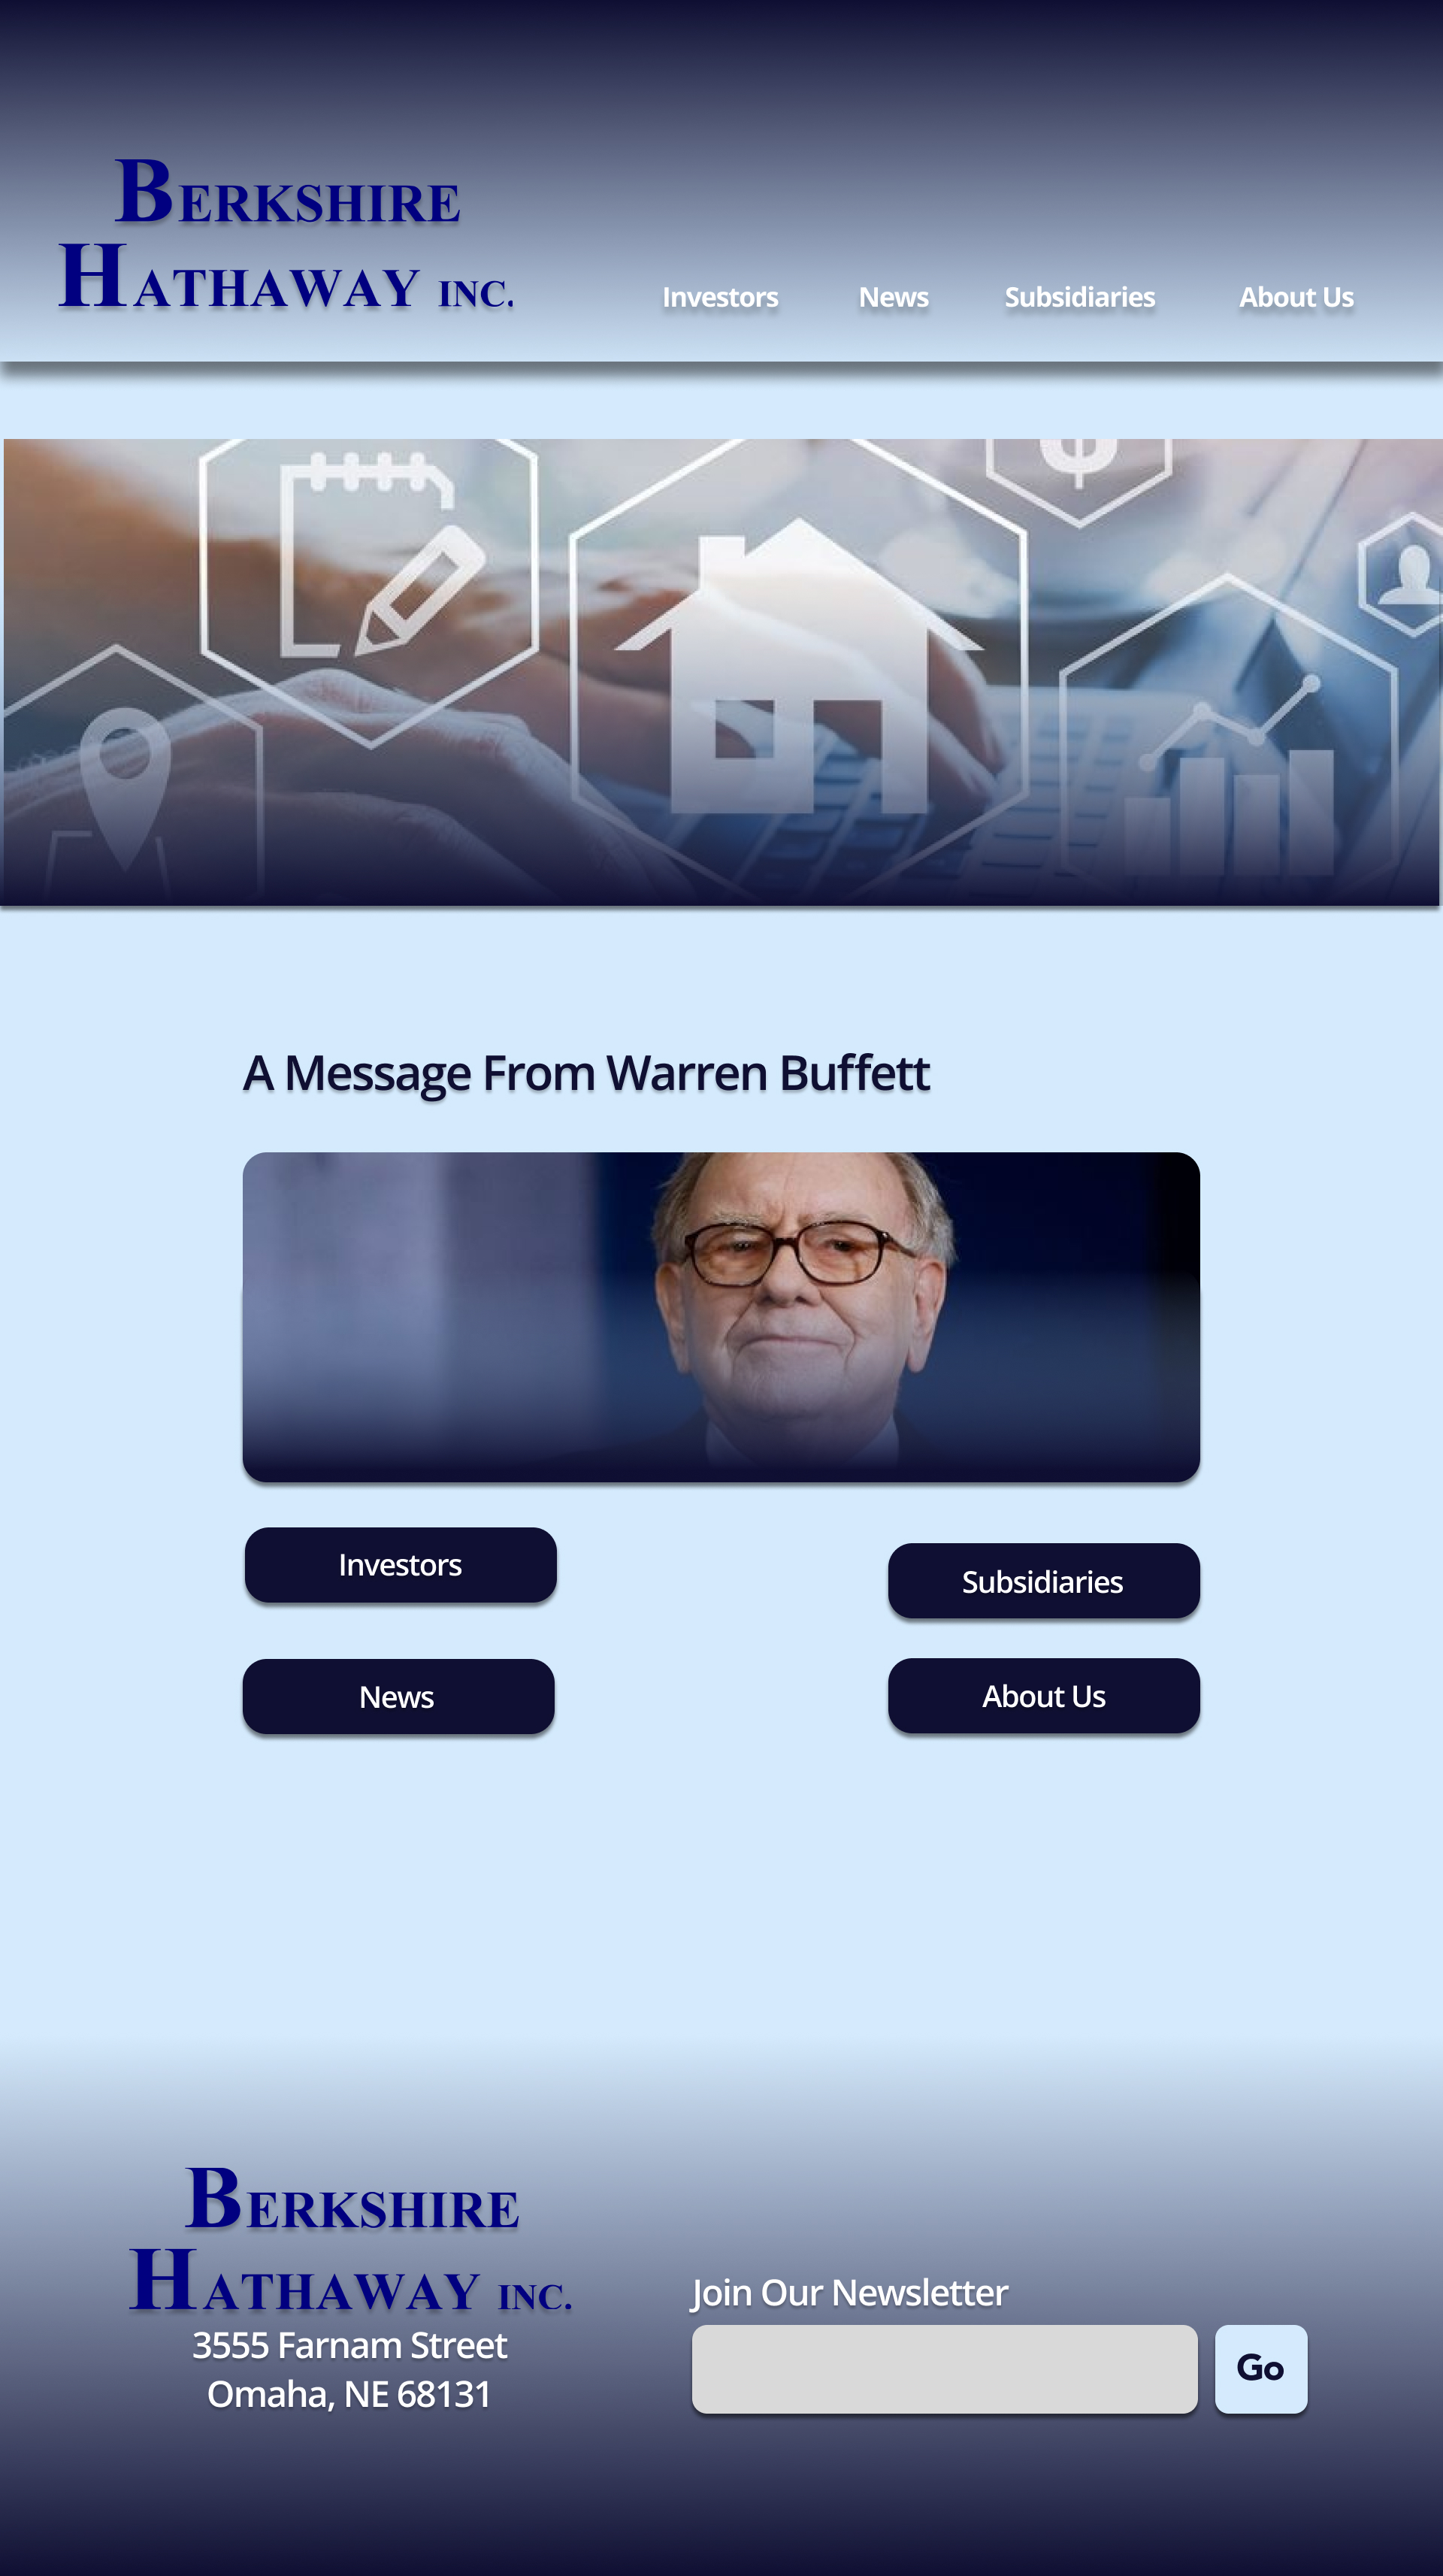 BERKSHIRE
HATHAWAY INC.
Investors News Subsidiaries About Us
$
A Message From Warren Buffett
Investors
Subsidiaries
News
About Us
BERKSHIRE
HATHAWAY INC.
Join Our Newsletter
3555 Farnam Street
Omaha, NE 68131
Go